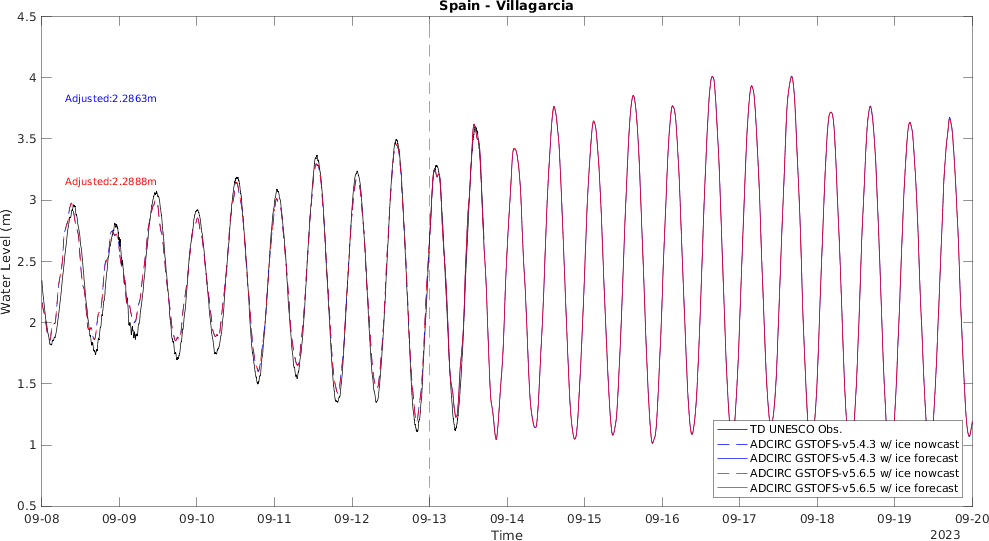 Spain - Villagarcia
4.5
4
3.5
3
2.5
2
1.5
1
0.5
Water Level (m)
Adjusted:2.2863m
Adjusted:2.2888m
TD UNESCO Obs.
ADCIRC GSTOFS-v5.4.3 w/ ice nowcast
ADCIRC GSTOFS-v5.4.3 w/ ice forecast
ADCIRC GSTOFS-v5.6.5 w/ ice nowcast
ADCIRC GSTOFS-v5.6.5 w/ ice forecast
09-08 09-09 09-10 09-11 09-12 09-13 09-14 09-15 09-16 09-17 09-18 09-19 09-20
Time
2023